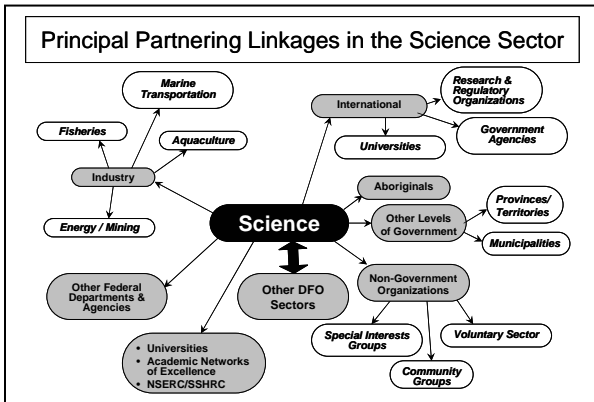 Principal Partnering Linkages in the Science Sector
Marine
Transportation
Fisheries
Aquaculture
Industry
Energy / Mining
International
Research &
Regulatory
Organizations
Government
Agencies
Universities
Aboriginals
Science
Other Levels
of Government
Provinces/
Territories
Municipalities
Other Federal
Departments &
Agencies
Other DFO
Sectors
Non-Government
Organizations
Special Interests
Groups
Voluntary Sector
Community
Groups
• Universities
• Academic Networks
of Excellence
• NSERC/SSHRC